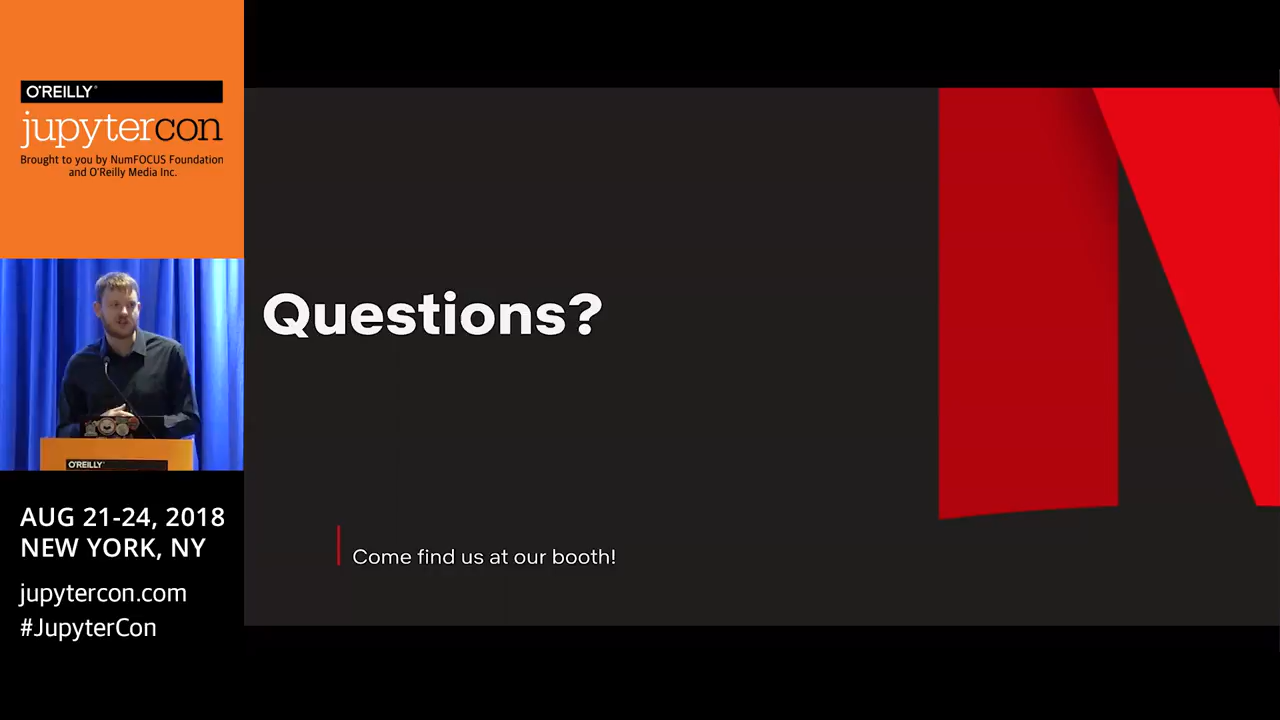 O'REILLY®
jupytercon
Brought to you by NumFOCUS Foundation
and O'Reilly Media Inc.
O'REILLY®
AUG 21-24, 2018
NEW YORK, NY
jupytercon.com
#JupyterCon
Questions?
Come find us at our booth!